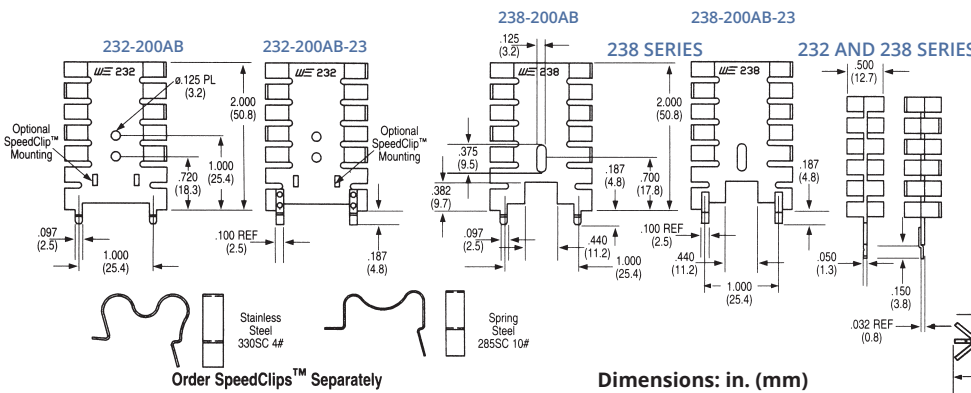 232-200AB
232-200AB-23
238-200AB
238-200AB-23
238 SERIES
232 AND 238 SERIES
232
ø.125 PL
(3.2)
Optional
SpeedClip™
Mounting
2.000
(50.8)
1.000
(25.4)
.720
(18.3)
.097
(2.5)
1.000
(25.4)
232
Optional
SpeedClip™
Mounting
.100 REF
(2.5)
.187
(4.8)
.125
(3.2)
238
2.000
(50.8)
.375
(9.5)
.382
(9.7)
.187
(4.8)
.700
(17.8)
.097
(2.5)
.440
(11.2)
1.000
(25.4)
238
.187
(4.8)
.100 REF
(2.5)
.440
(11.2)
1.000
(25.4)
.500
(12.7)
.050
(1.3)
.150
(3.8)
.032 REF
(0.8)
Stainless
Steel
330SC 4#
Spring
Steel
285SC 10#
Order SpeedClips™ Separately
Dimensions: in. (mm)